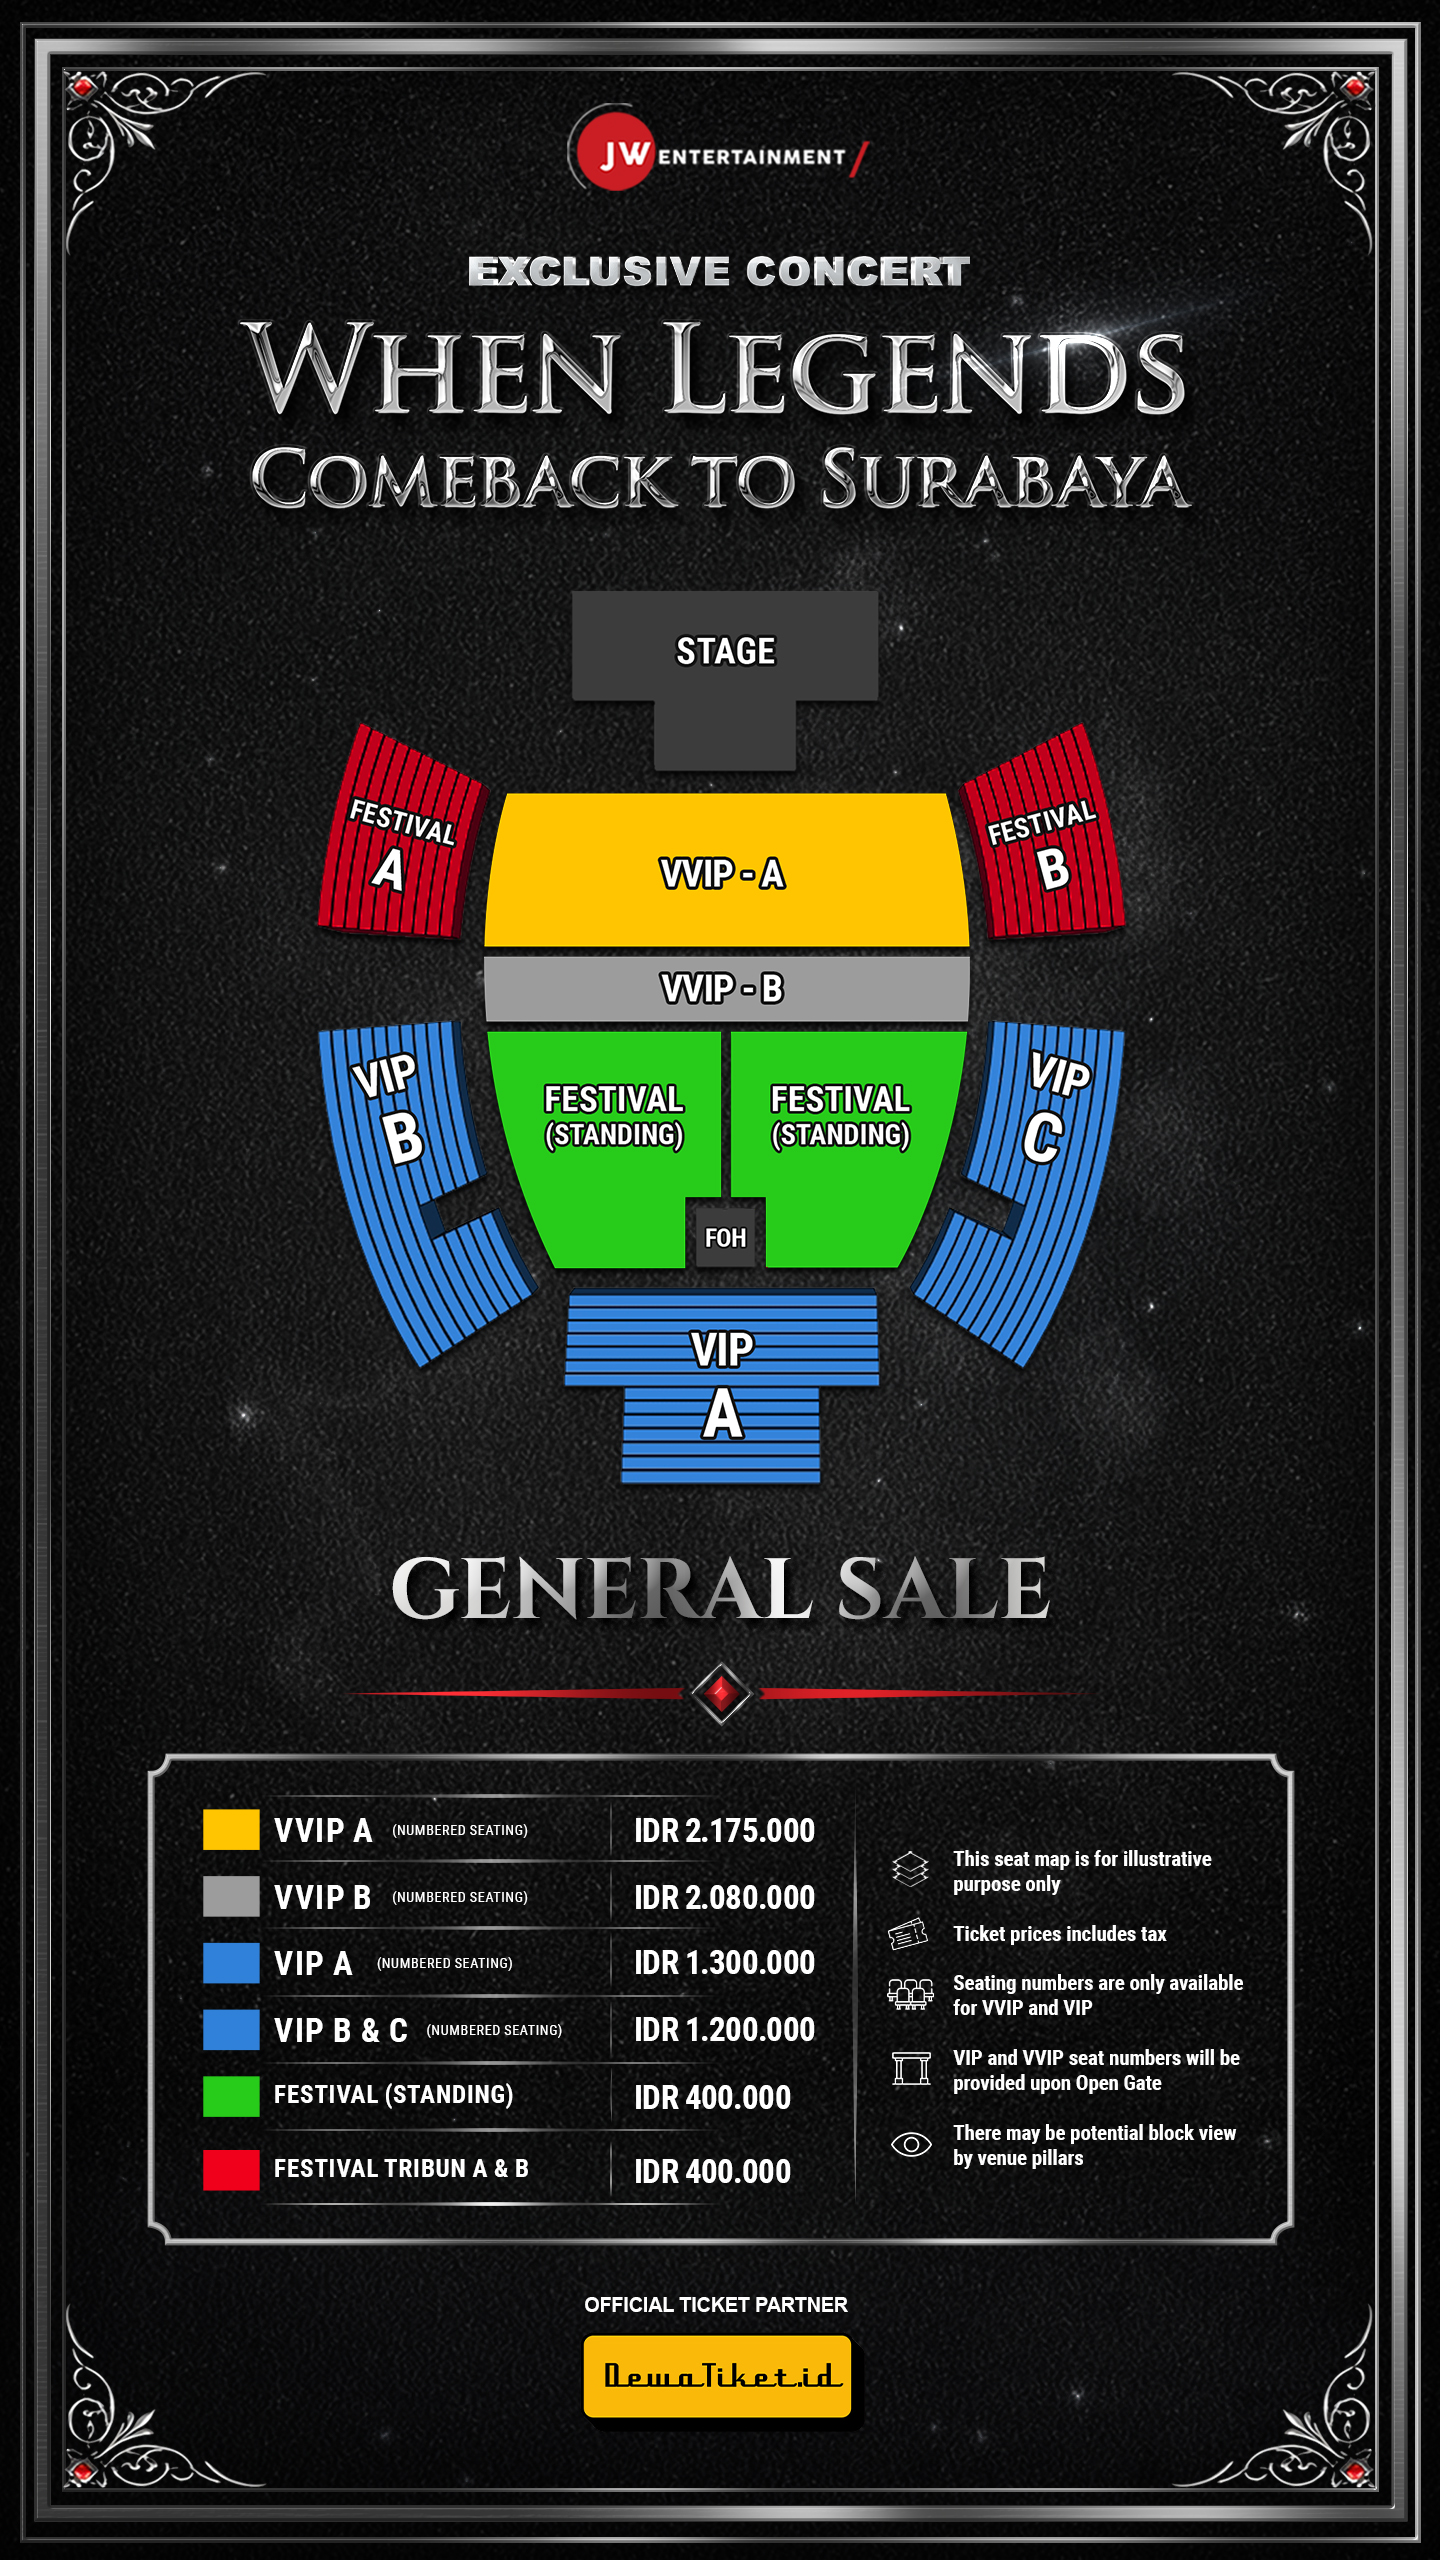 JW ENTERTAINMENT
EXCLUSIVE CONCERT
WHEN LEGENDS
COMEBACK TO SURABAYA
STAGE
FESTIVAL
A
FESTIVAL
B
VVIP - A
VVIP - B
VIP
B
FESTIVAL
(STANDING)
FESTIVAL
(STANDING)
VIP
C
FOH
VIP
A
GENERAL SALE
VVIP A (NUMBERED SEATING) IDR 2.175.000
VVIP B (NUMBERED SEATING) IDR 2.080.000
VIP A (NUMBERED SEATING) IDR 1.300.000
VIP B & C (NUMBERED SEATING) IDR 1.200.000
FESTIVAL (STANDING) IDR 400.000
FESTIVAL TRIBUN A & B IDR 400.000
This seat map is for illustrative
purpose only
Ticket prices includes tax
Seating numbers are only available
for VVIP and VIP
VIP and VVIP seat numbers will be
provided upon Open Gate
There may be potential block view
by venue pillars
OFFICIAL TICKET PARTNER
DewaTiket.id